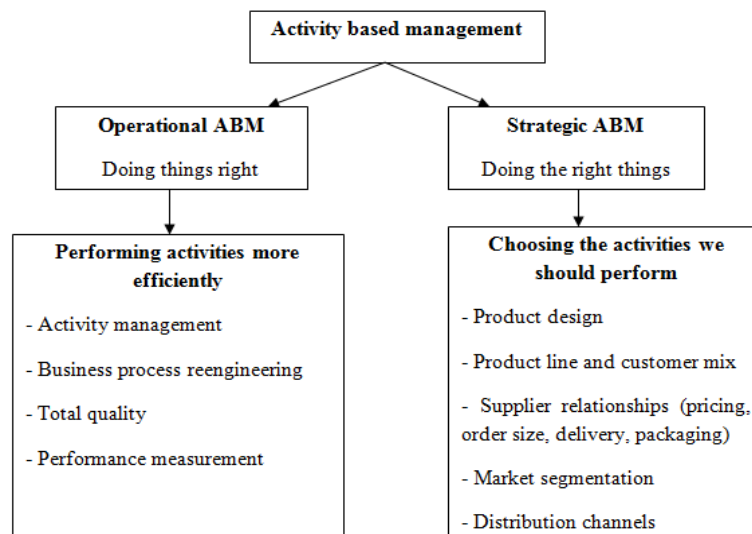 Activity based management
Operational ABM
Doing things right
Strategic ABM
Doing the right things
Performing activities more
efficiently
- Activity management
- Business process reengineering
- Total quality
- Performance measurement
Choosing the activities we
should perform
- Product design
- Product line and customer mix
- Supplier relationships (pricing,
order size, delivery, packaging)
- Market segmentation
- Distribution channels